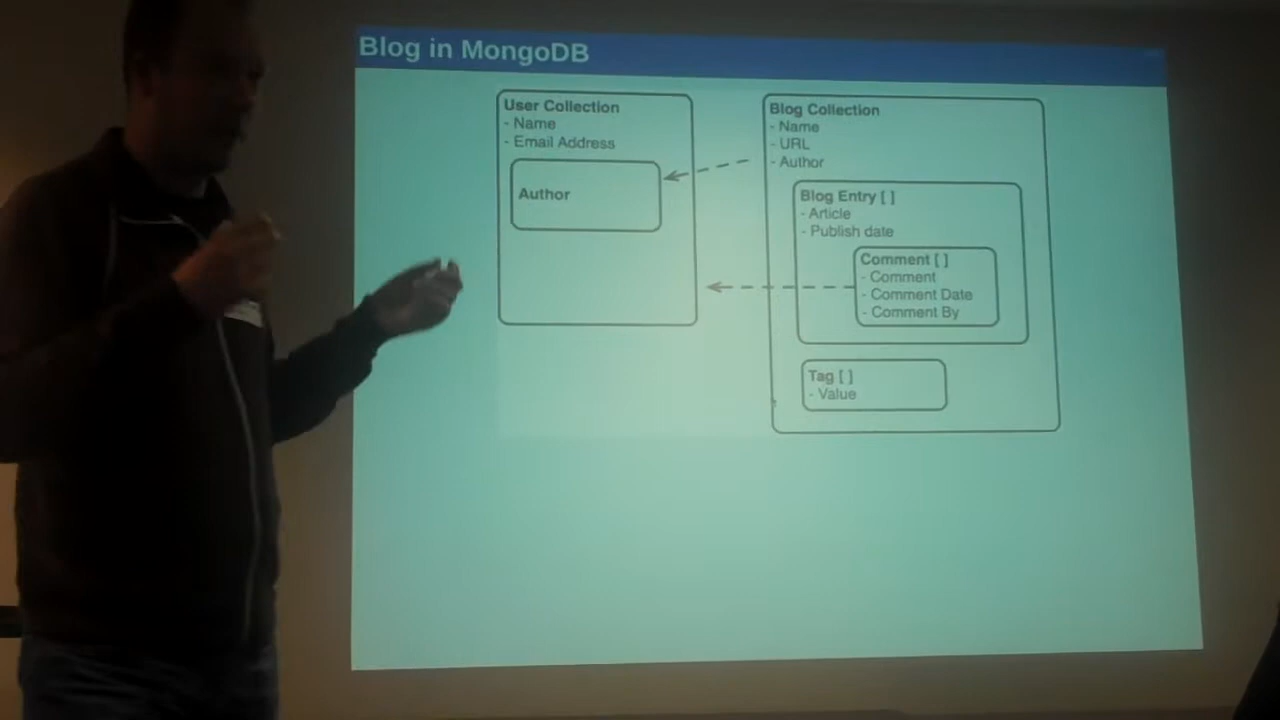 Blog in MongoDB
User Collection
- Name
- Email Address
Author
Blog Collection
- Name
- URL
- Author
Blog Entry [ ]
- Article
- Publish date
Comment [ ]
- Comment
- Comment Date
- Comment By
Tag [ ]
- Value